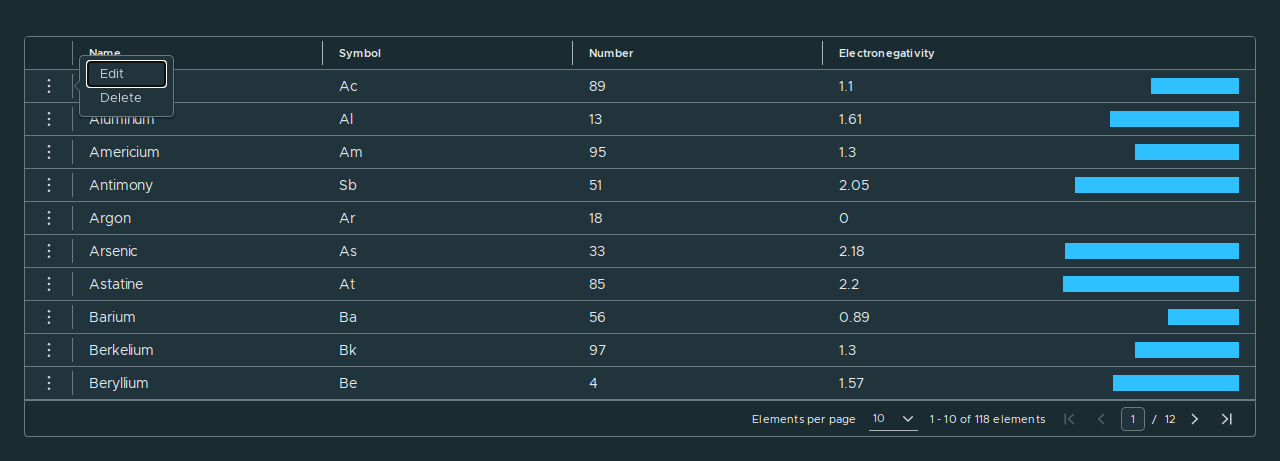 Name Symbol Number Electronegativity
Edit
Delete
Ac 89 1.1
Aluminum Al 13 1.61
Americium Am 95 1.3
Antimony Sb 51 2.05
Argon Ar 18 0
Arsenic As 33 2.18
Astatine At 85 2.2
Barium Ba 56 0.89
Berkelium Bk 97 1.3
Beryllium Be 4 1.57
Elements per page 10 1 - 10 of 118 elements 1 / 12